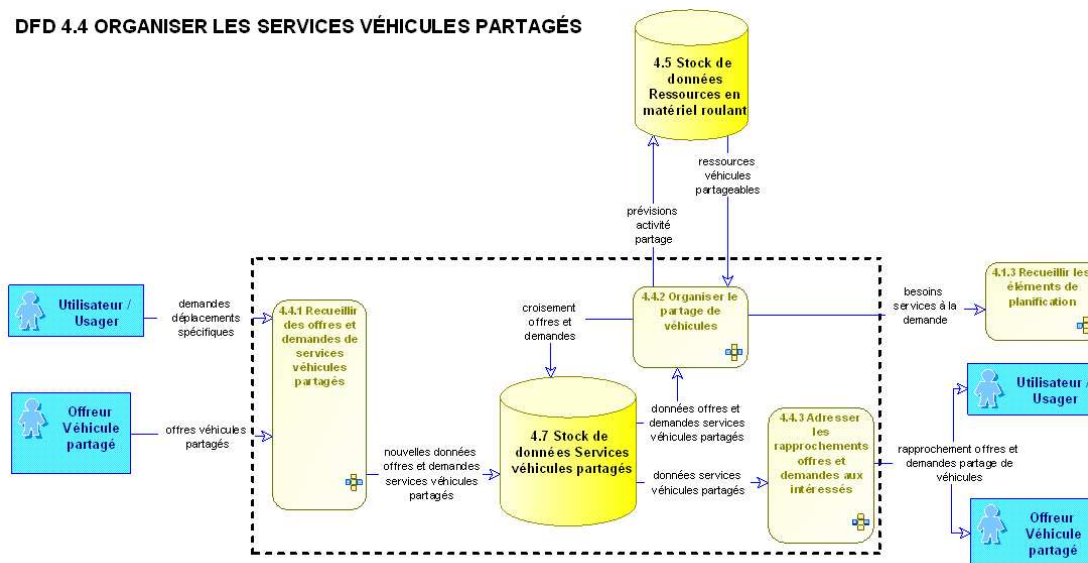 DFD 4.4 ORGANISER LES SERVICES VÉHICULES PARTAGÉS
4.5 Stock de
données
Ressources en
matériel roulant
ressources
véhicules
partageables
prévisions
activité
partage
Utilisateur /
Usager
demandes
déplacements
spécifiques
4.4.1 Recueillir
des offres et
demandes de
services
véhicules
partagés
croisement
offres et
demandes
4.4.2 Organiser le
partage de
véhicules
besoins
services à la
demande
4.1.3 Recueillir les
éléments de
planification
Offreur
Véhicule
partagé
offres véhicules
partagés
nouvelles données
offres et demandes
services véhicules
partagés
4.7 Stock de
données Services
véhicules partagés
données offres et
demandes services
véhicules partagés
données services
véhicules partagés
4.4.3 Adresser
les
rapprochements
offres et
demandes aux
intéressés
rapprochement offres et
demandes partage de
véhicules
Utilisateur /
Usager
Offreur
Véhicule
partagé